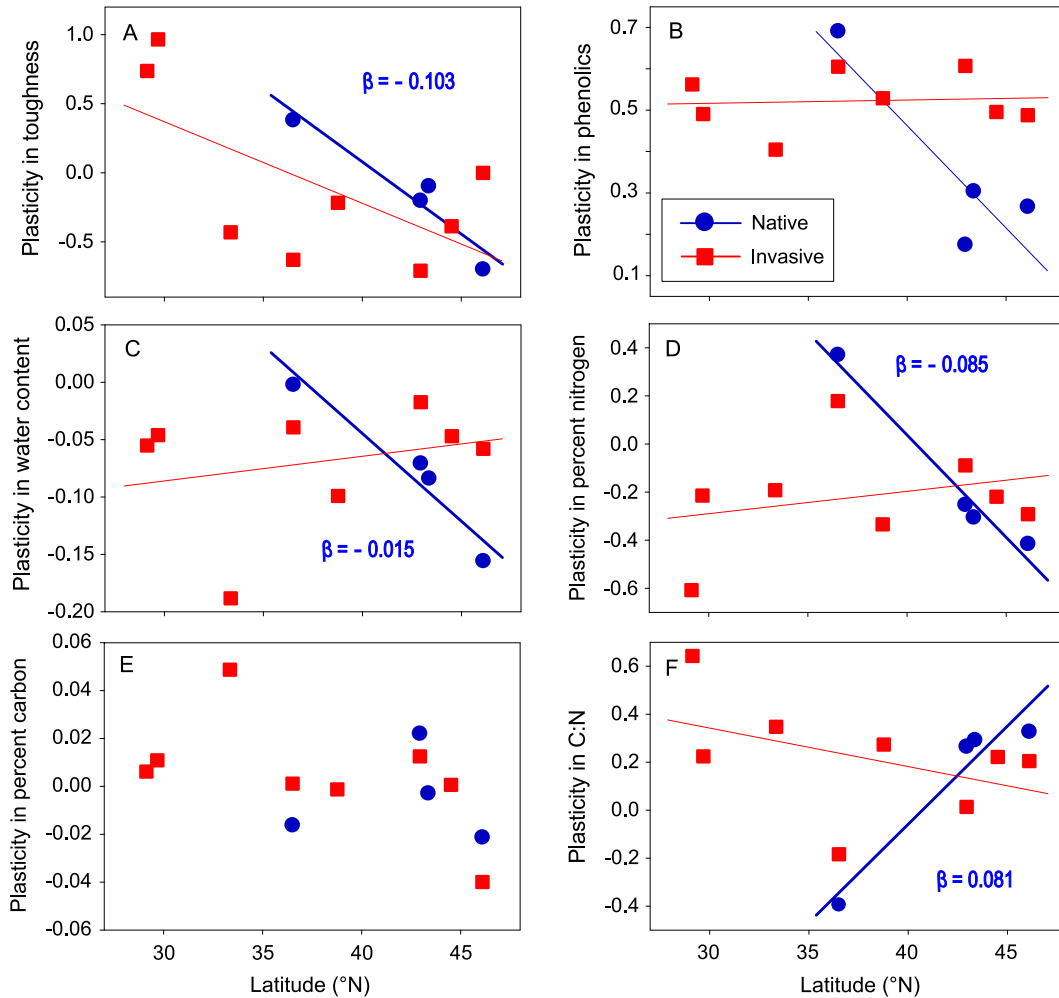 A
Plasticity in toughness
1.0
0.5
0.0
-0.5
-1.0
β = - 0.103
B
Plasticity in phenolics
0.7
0.5
0.3
0.1
Native
Invasive
C
Plasticity in water content
0.05
0.00
-0.05
-0.10
-0.15
-0.20
β = - 0.015
D
Plasticity in percent nitrogen
0.4
0.2
0.0
-0.2
-0.4
-0.6
β = - 0.085
E
Plasticity in percent carbon
0.06
0.04
0.02
0.00
-0.02
-0.04
-0.06
30 35 40 45
Latitude (°N)
F
Plasticity in C:N
0.6
0.4
0.2
0.0
-0.2
-0.4
β = 0.081
30 35 40 45
Latitude (°N)